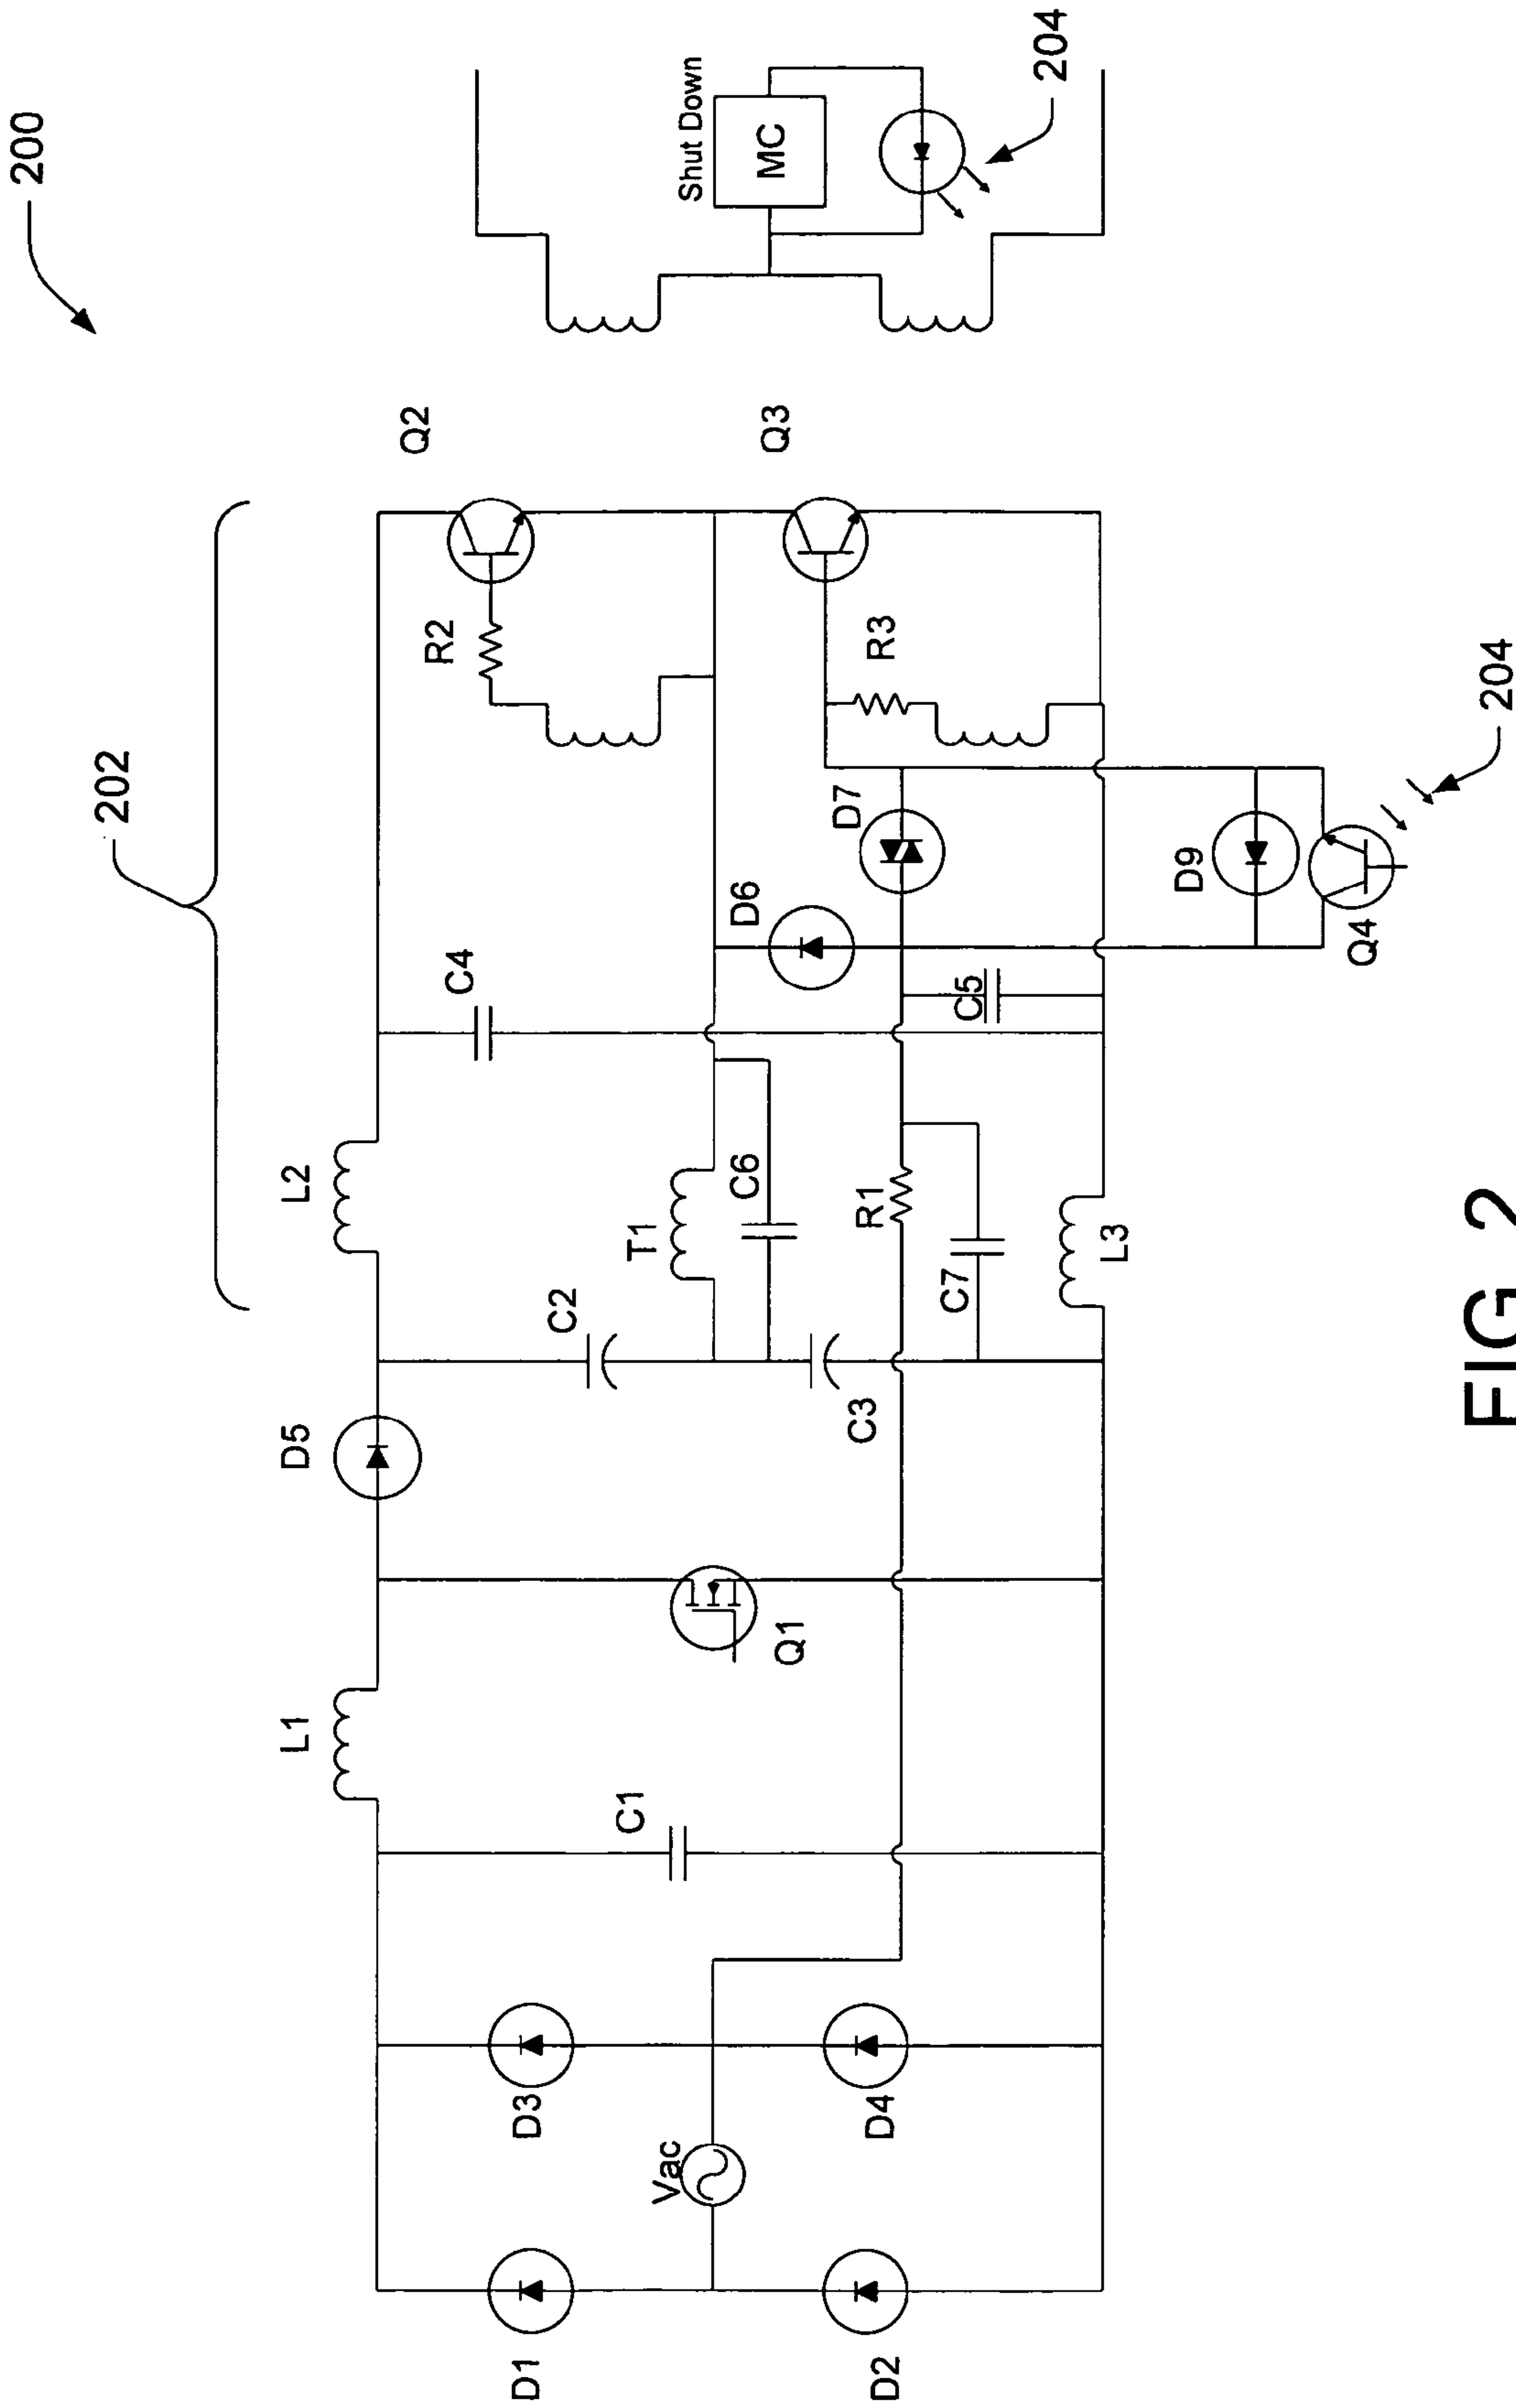 200
202
L1
D5
L2
Q2
R2
C4
D1
D3
C2
C1
T1
Vac
Shut Down
MC
C6
D6
Q3
Q1
D7
R1
C3
R3
D2
D4
C7
C5
204
L3
D9
Q4
204
FIG 2